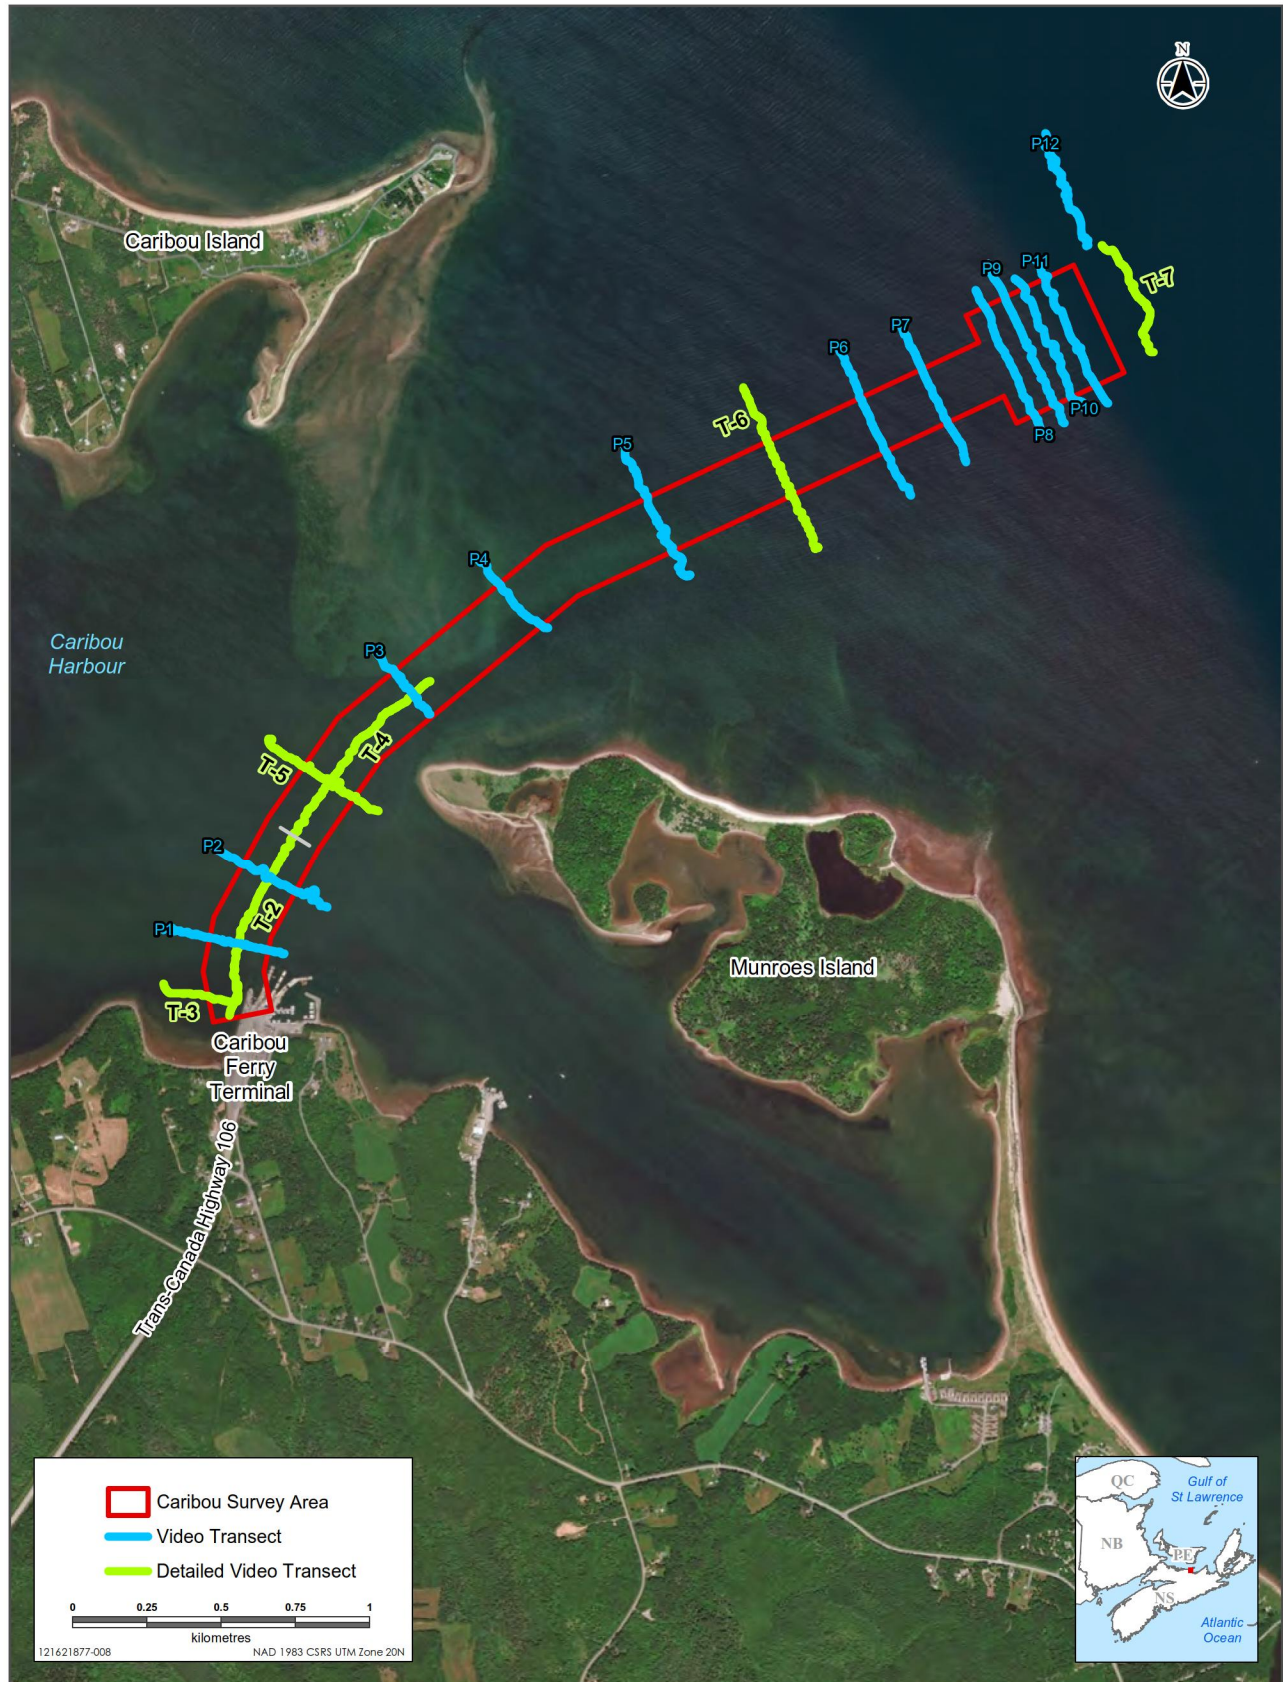 N
P12
P11
P9
T-7
P7
P6
P10
T-6
P8
P5
Caribou Island
P4
Caribou
Harbour
P3
T-4
T-5
P2
T-2
P1
Munroes Island
T-3
Caribou
Ferry
Terminal
Trans-Canada Highway 106
Caribou Survey Area
Video Transect
Detailed Video Transect
0 0.25 0.5 0.75 1
kilometres
121621877-008 NAD 1983 CSRS UTM Zone 20N
QC
Gulf of
St Lawrence
NB
PE
NS
Atlantic
Ocean